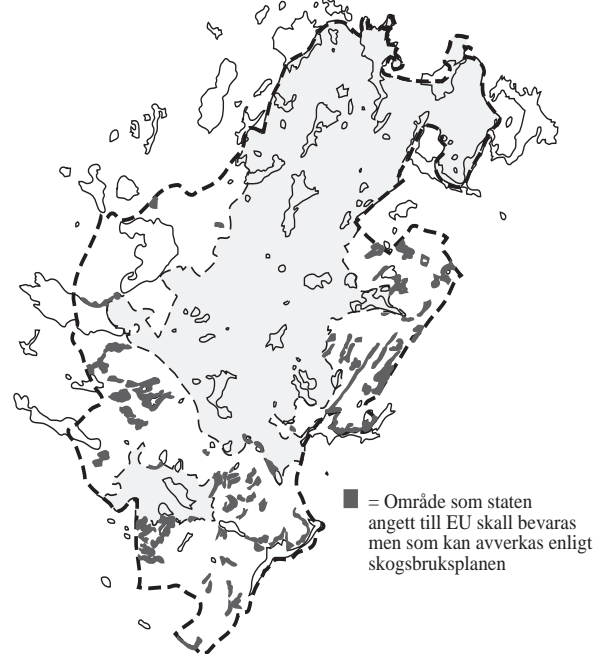 = Område som staten
angett till EU skall bevaras
men som kan avverkas enligt
skogsbruksplanen